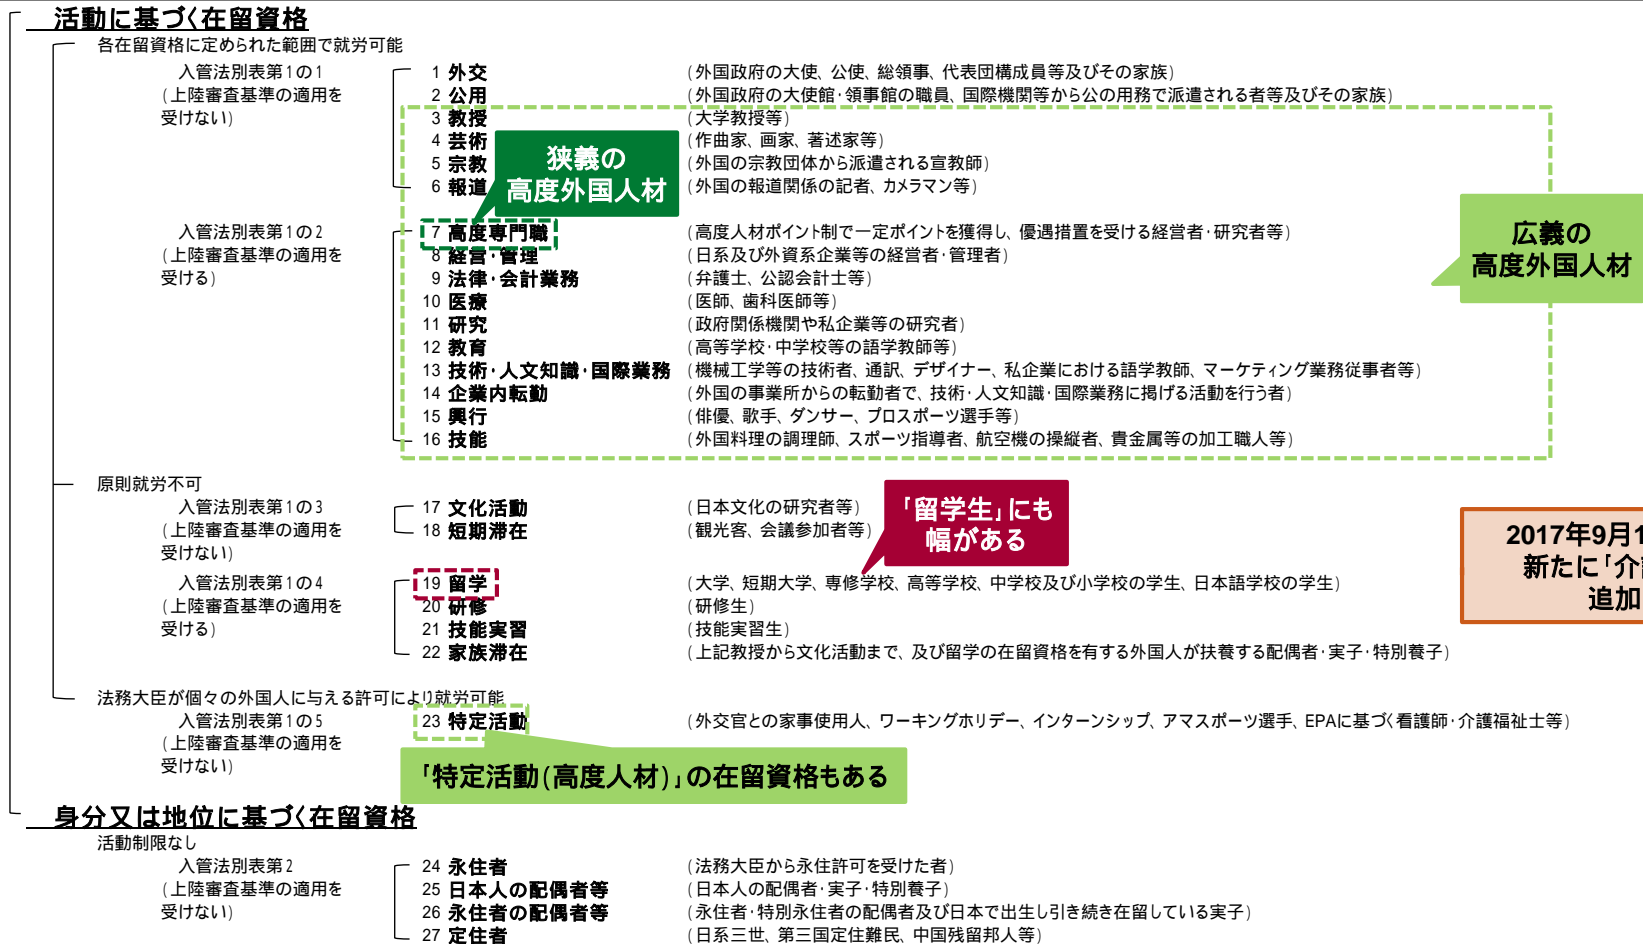 活動に基づく在留資格
各在留資格に定められた範囲で就労可能
入管法別表第1の1
(上陸審査基準の適用を
受けない)
1 外交 (外国政府の大使、公使、総領事、代表団構成員等及びその家族)
2 公用 (外国政府の大使館・領事館の職員、国際機関等から公の用務で派遣される者等及びその家族)
3 教授 (大学教授等)
4 芸術 (作曲家、画家、著述家等)
5 宗教 (外国の宗教団体から派遣される宣教師)
6 報道 (外国の報道関係の記者、カメラマン等)
狭義の
高度外国人材
入管法別表第1の2
(上陸審査基準の適用を
受ける)
7 高度専門職 (高度人材ポイント制で一定ポイントを獲得し、優遇措置を受ける経営者・研究者等)
8 経営・管理 (日系及び外資系企業等の経営者・管理者)
9 法律・会計業務 (弁護士、公認会計士等)
10 医療 (医師、歯科医師等)
11 研究 (政府関係機関や私企業等の研究者)
12 教育 (高等学校・中学校等の語学教師等)
13 技術・人文知識・国際業務 (機械工学等の技術者、通訳、デザイナー、私企業における語学教師、マーケティング業務従事者等)
14 企業内転勤 (外国の事業所からの転勤者で、技術・人文知識・国際業務に掲げる活動を行う者)
15 興行 (俳優、歌手、ダンサー、プロスポーツ選手等)
16 技能 (外国料理の調理師、スポーツ指導者、航空機の操縦者、貴金属等の加工職人等)
広義の
高度外国人材
原則就労不可
入管法別表第1の3
(上陸審査基準の適用を
受けない)
17 文化活動 (日本文化の研究者等)
18 短期滞在 (観光客、会議参加者等)
「留学生」にも
幅がある
2017年9月1
新たに「介
追加
入管法別表第1の4
(上陸審査基準の適用を
受ける)
19 留学 (大学、短期大学、専修学校、高等学校、中学校及び小学校の学生、日本語学校の学生)
20 研修 (研修生)
21 技能実習 (技能実習生)
22 家族滞在 (上記教授から文化活動まで、及び留学の在留資格を有する外国人が扶養する配偶者・実子・特別養子)
法務大臣が個々の外国人に与える許可により就労可能
入管法別表第1の5
(上陸審査基準の適用を
受けない)
23 特定活動 (外交官との家事使用人、ワーキングホリデー、インターンシップ、アマスポーツ選手、EPAに基づく看護師・介護福祉士等)
「特定活動(高度人材)」の在留資格もある
身分又は地位に基づく在留資格
活動制限なし
入管法別表第2
(上陸審査基準の適用を
受けない)
24 永住者 (法務大臣から永住許可を受けた者)
25 日本人の配偶者等 (日本人の配偶者・実子・特別養子)
26 永住者の配偶者等 (永住者・特別永住者の配偶者及び日本で出生し引き続き在留している実子)
27 定住者 (日系三世、第三国定住難民、中国残留邦人等)